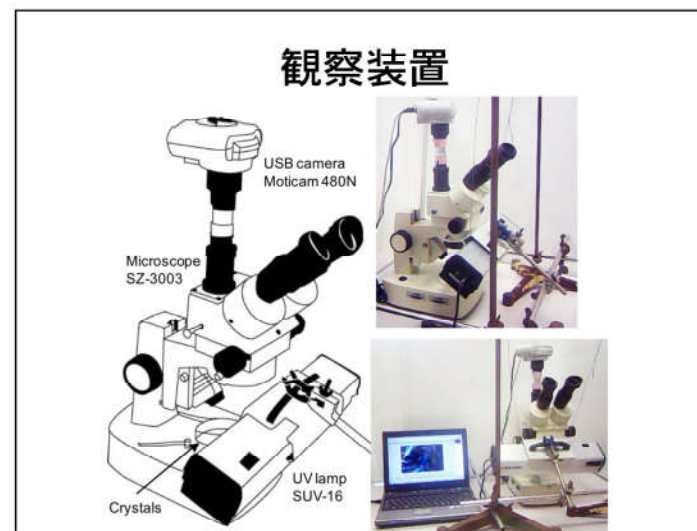 観察装置
USB camera
Moticam 480N
Microscope
SZ-3003
UV lamp
SUV-16
Crystals